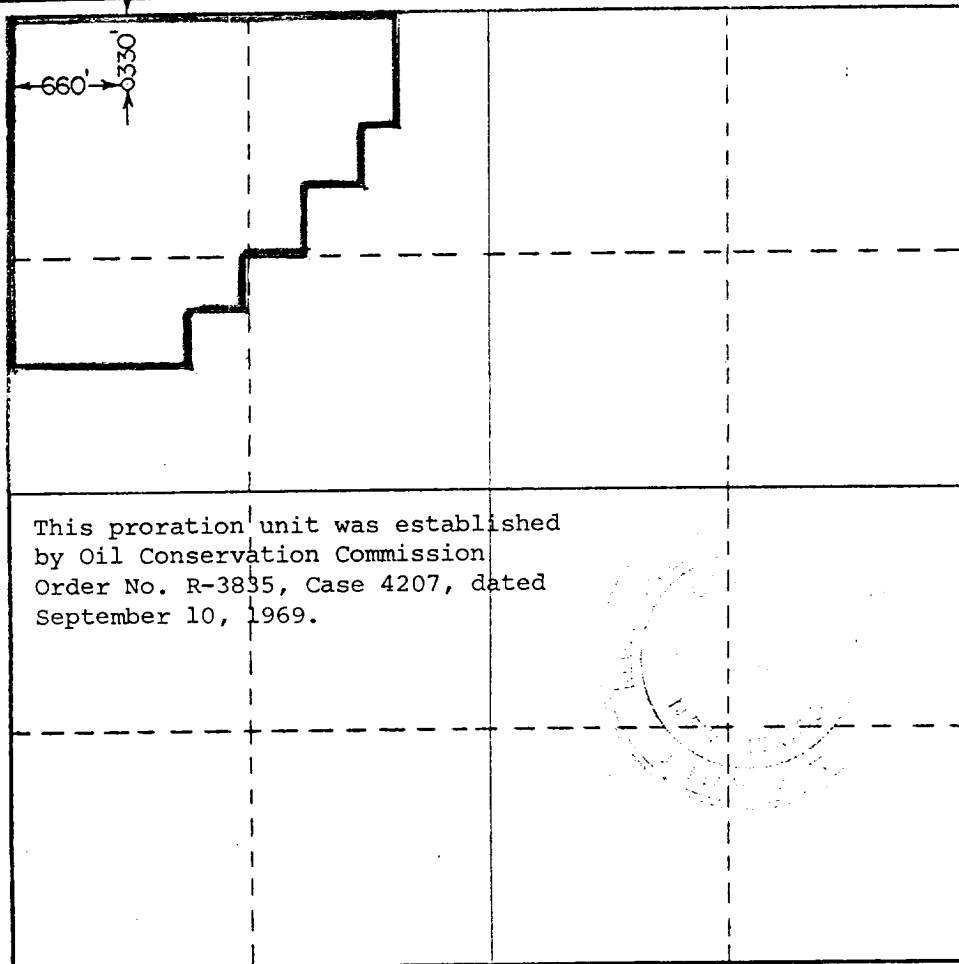 330'
660'
This proration unit was established
by Oil Conservation Commission
Order No. R-3835, Case 4207, dated
September 10, 1969.